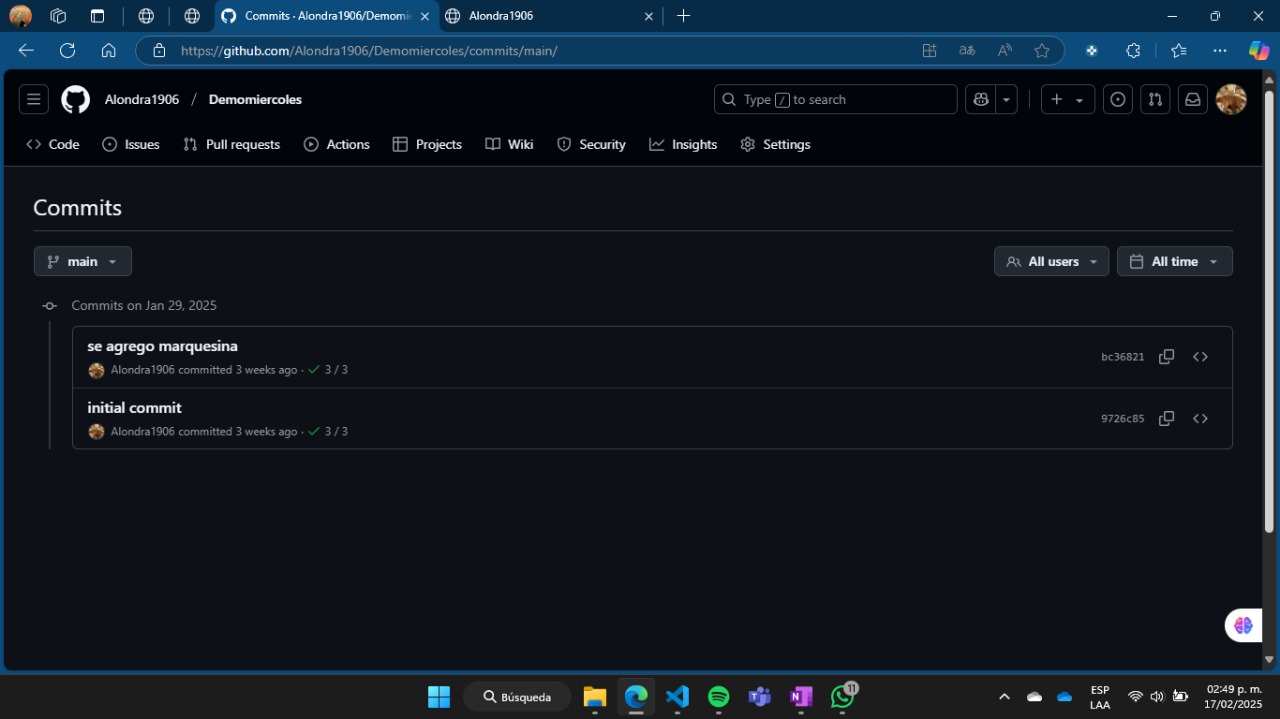 Commits · Alondra1906/Demomi
Alondra1906
https://github.com/Alondra1906/Demomiercoles/commits/main/
Alondra1906 / Demomiercoles
Type / to search
Code Issues Pull requests Actions Projects Wiki Security Insights Settings
Commits
main All users All time
Commits on Jan 29, 2025
se agrego marquesina
Alondra1906 committed 3 weeks ago · 3 / 3
bc36821
initial commit
Alondra1906 committed 3 weeks ago · 3 / 3
9726c85
Búsqueda
11
ESP
LAA
02:49 p. m.
17/02/2025